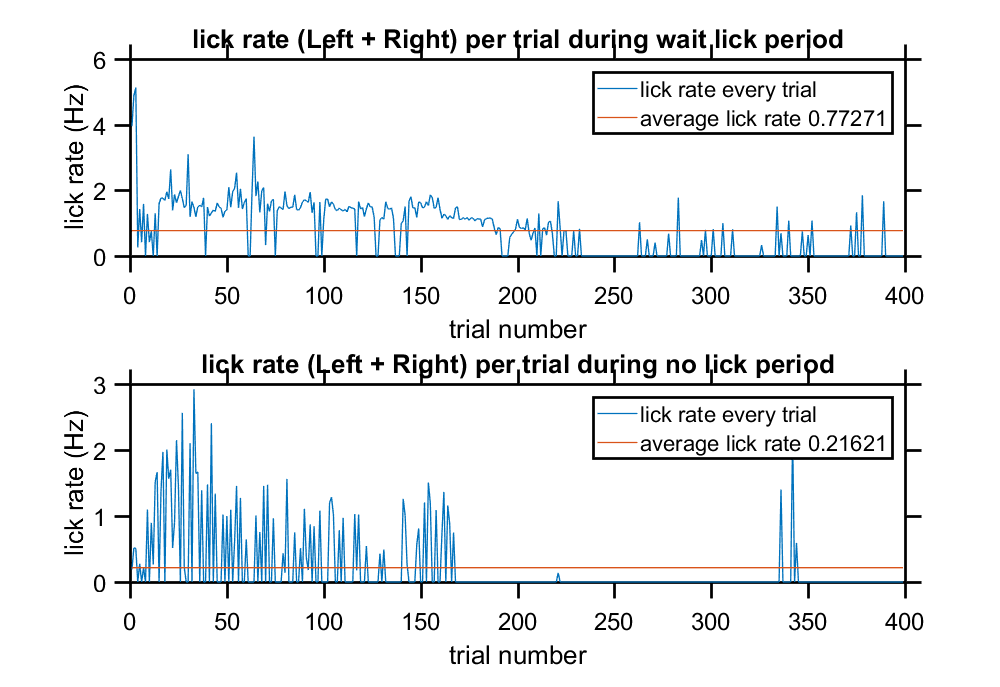 lick rate (Left + Right) per trial during wait lick period
lick rate (Hz)
6
4
2
0
lick rate every trial
average lick rate 0.77271
0 50 100 150 200 250 300 350 400
trial number
lick rate (Left + Right) per trial during no lick period
lick rate (Hz)
3
2
1
0
lick rate every trial
average lick rate 0.21621
0 50 100 150 200 250 300 350 400
trial number